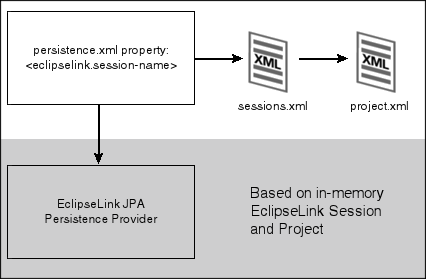 persistence.xml property:
<eclipselink.session-name>
XML
XML
sessions.xml
project.xml
EclipseLink JPA
Persistence Provider
Based on in-memory
EclipseLink Session
and Project